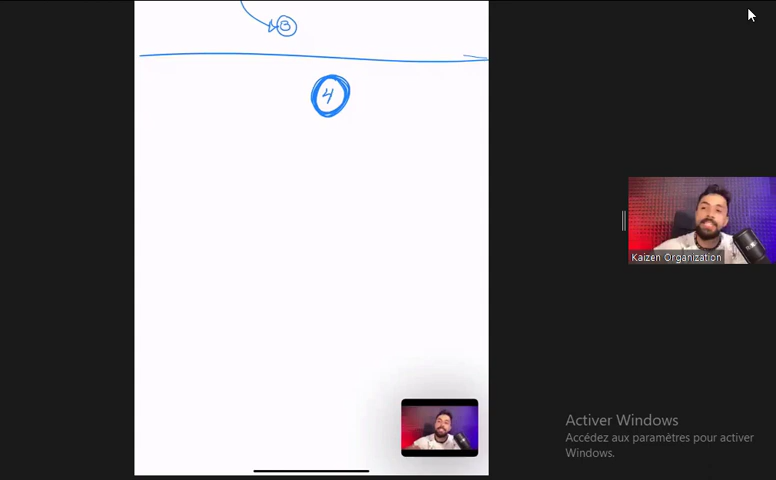 3
4
Kaizen Organization
Activer Windows
Accédez aux paramètres pour activer
Windows.